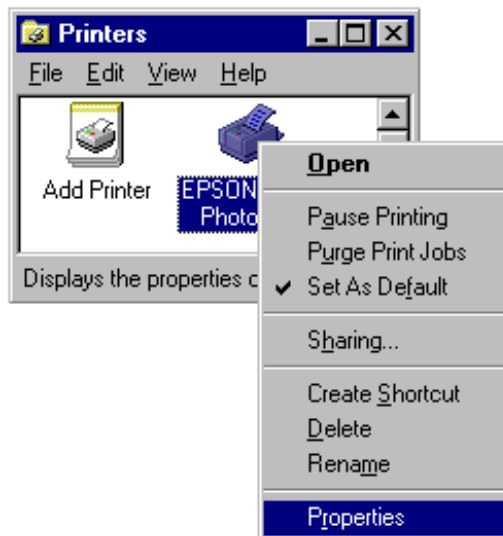 Printers
File Edit View Help
Add Printer
EPSON
Photo
Displays the properties
Open
Pause Printing
Purge Print Jobs
Set As Default
Sharing...
Create Shortcut
Delete
Rename
Properties